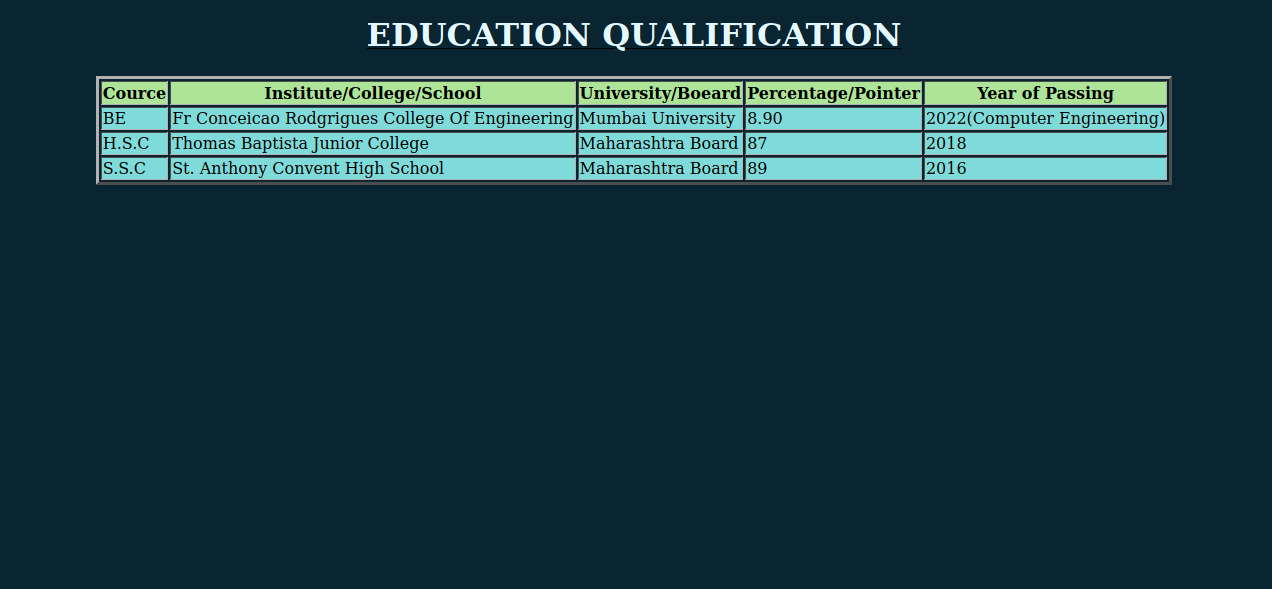 EDUCATION QUALIFICATION
Cource Institute/College/School University/Boeard Percentage/Pointer Year of Passing
BE Fr Conceicao Rodgrigues College Of Engineering Mumbai University 8.90 2022(Computer Engineering)
H.S.C Thomas Baptista Junior College Maharashtra Board 87 2018
S.S.C St. Anthony Convent High School Maharashtra Board 89 2016